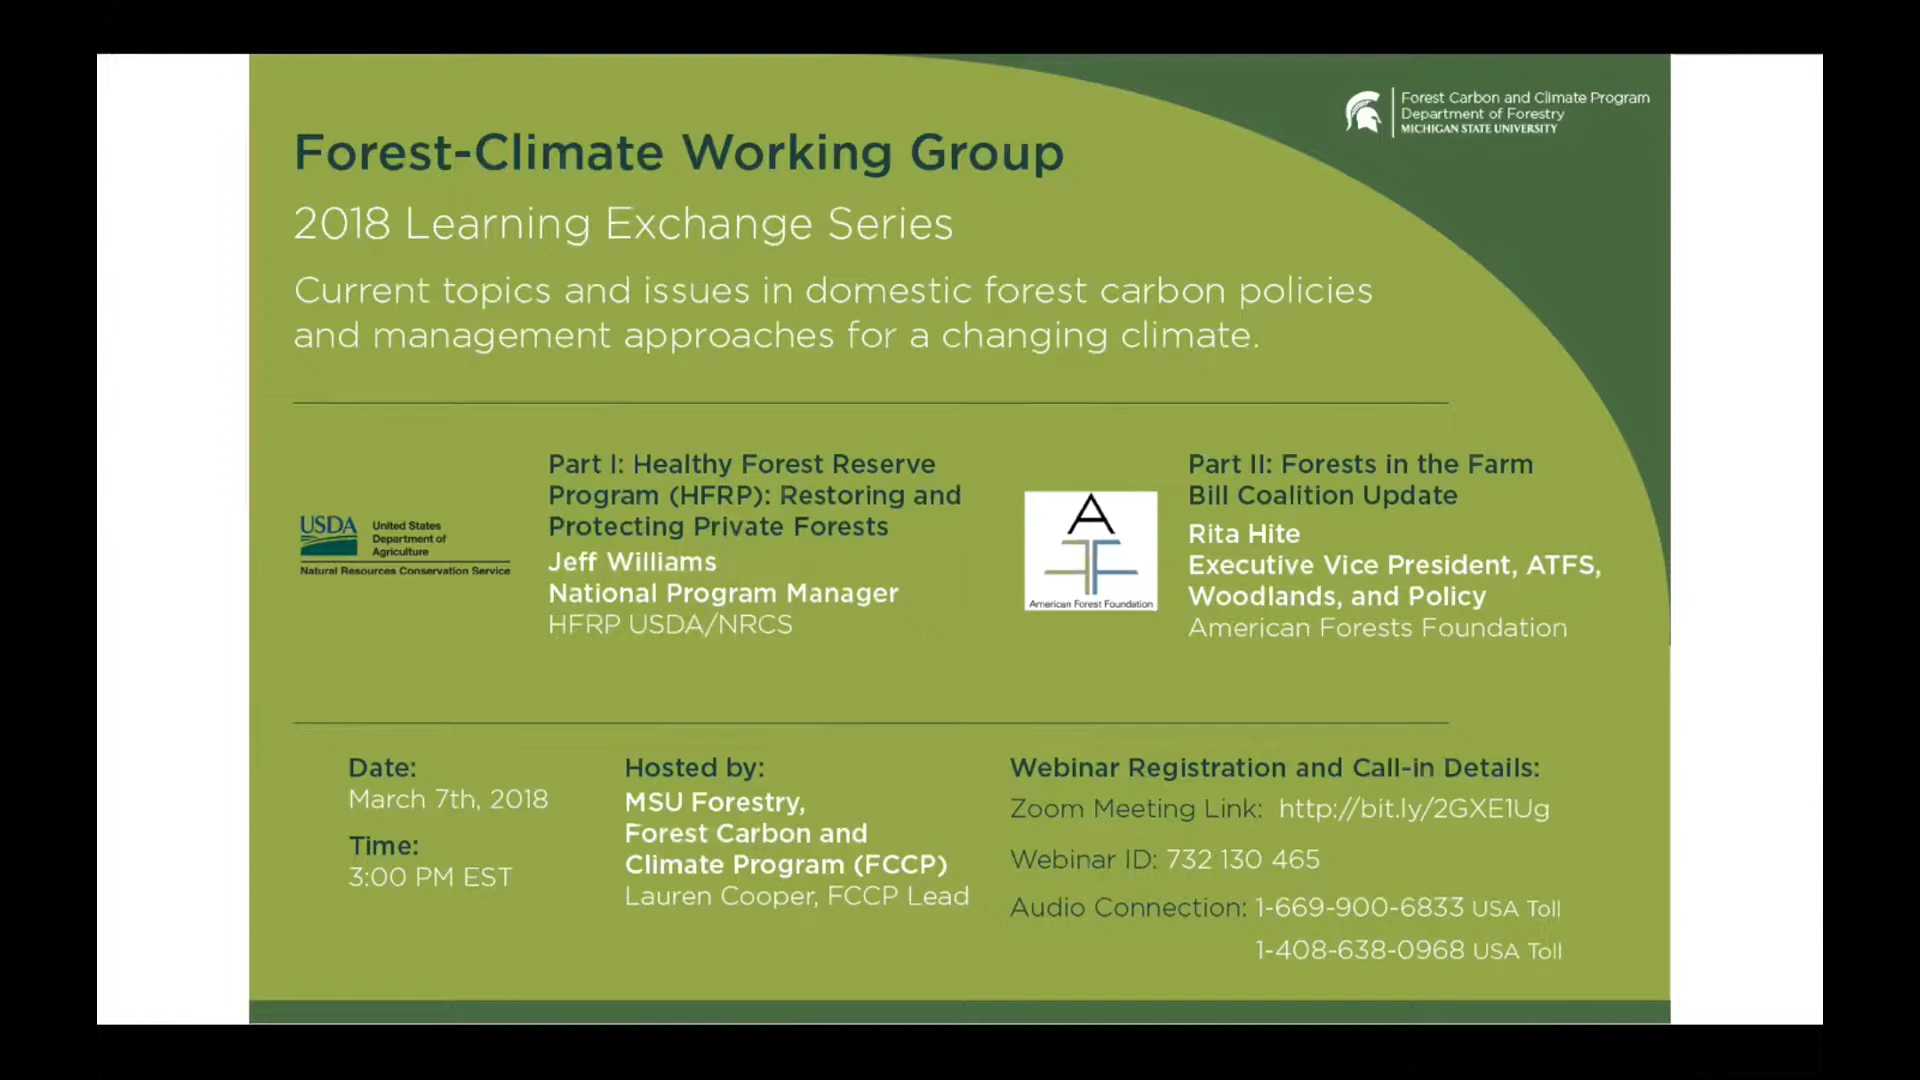 Forest Carbon and Climate Program
Department of Forestry
MICHIGAN STATE UNIVERSITY
Forest-Climate Working Group
2018 Learning Exchange Series
Current topics and issues in domestic forest carbon policies
and management approaches for a changing climate.
USDA
United States
Department of
Agriculture
Natural Resources Conservation Service
Part I: Healthy Forest Reserve
Program (HFRP): Restoring and
Protecting Private Forests
Jeff Williams
National Program Manager
HFRP USDA/NRCS
A
F
American Forest Foundation
Part II: Forests in the Farm
Bill Coalition Update
Rita Hite
Executive Vice President, ATFS,
Woodlands, and Policy
American Forests Foundation
Date:
March 7th, 2018
Time:
3:00 PM EST
Hosted by:
MSU Forestry,
Forest Carbon and
Climate Program (FCCP)
Lauren Cooper, FCCP Lead
Webinar Registration and Call-in Details:
Zoom Meeting Link: http://bit.ly/2GXE1Ug
Webinar ID: 732 130 465
Audio Connection: 1-669-900-6833 USA Toll
1-408-638-0968 USA Toll